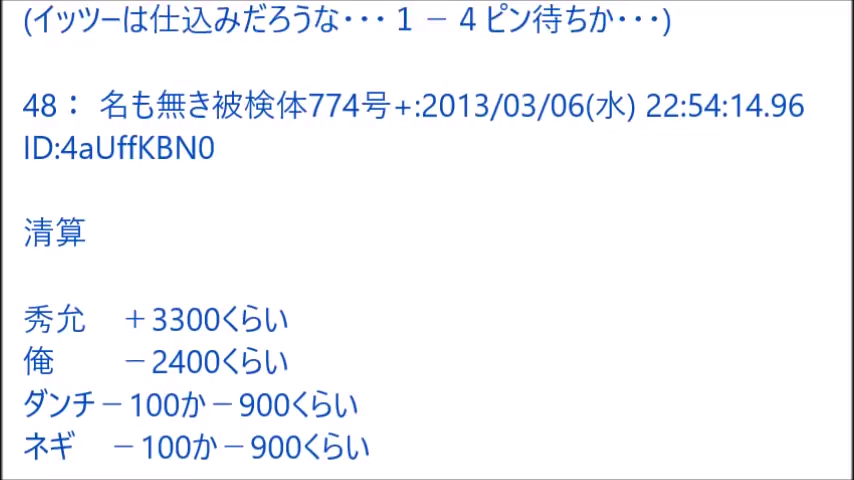 (イッツーは仕込みだろうな・・・１－４ピン待ちか・・・)
48： 名も無き被検体774号+:2013/03/06(水) 22:54:14.96
ID:4aUffKBN0
清算
秀允　＋3300くらい
俺　　－2400くらい
ダンチ－100か－900くらい
ネギ　－100か－900くらい